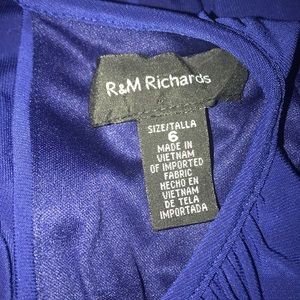 R&M Richards
SIZE/TALLA
6
MADE IN
VIETNAM
OF IMPORTED
FABRIC
HECHO EN
VIETNAM
DE TELA
IMPORTADA